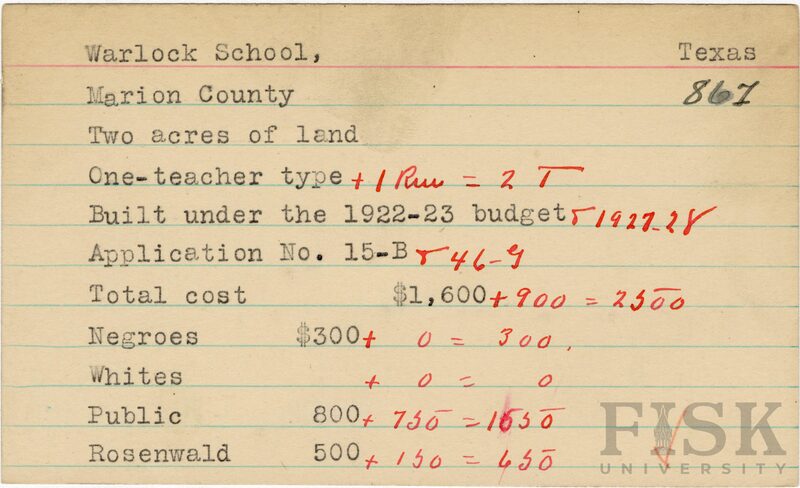 Warlock School, Texas
Marion County 867
Two acres of land
One-teacher type + 1 Rm = 2 T
Built under the 1922-23 budget + 1927-28
Application No. 15-B + 46-G
Total cost $1,600 + 900 = 2500
Negroes $300 + 0 = 300.
Whites + 0 = 0
Public 800 + 750 = 1550
Rosenwald 500 + 150 = 650
FISK
UNIVERSITY